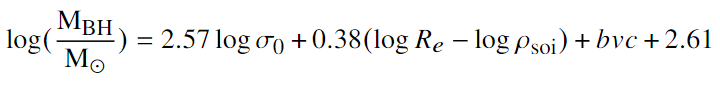 log(M_BH/M_⊙) = 2.57 log σ_0 + 0.38(log R_e − log ρ_soi) + bvc + 2.61